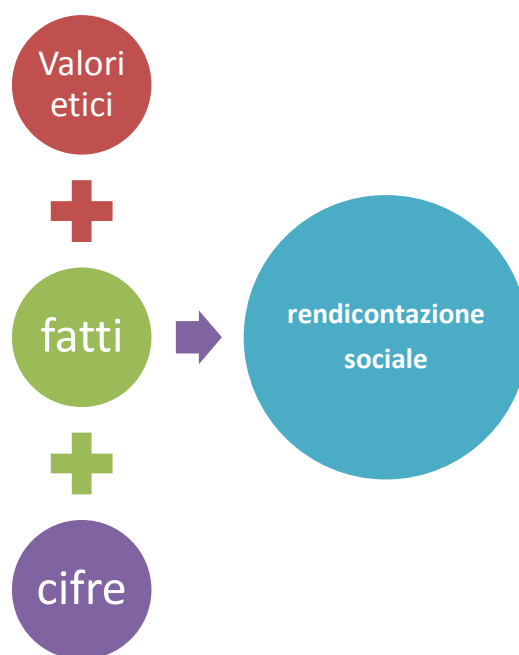 Valori
etici
fatti
rendicontazione
sociale
cifre